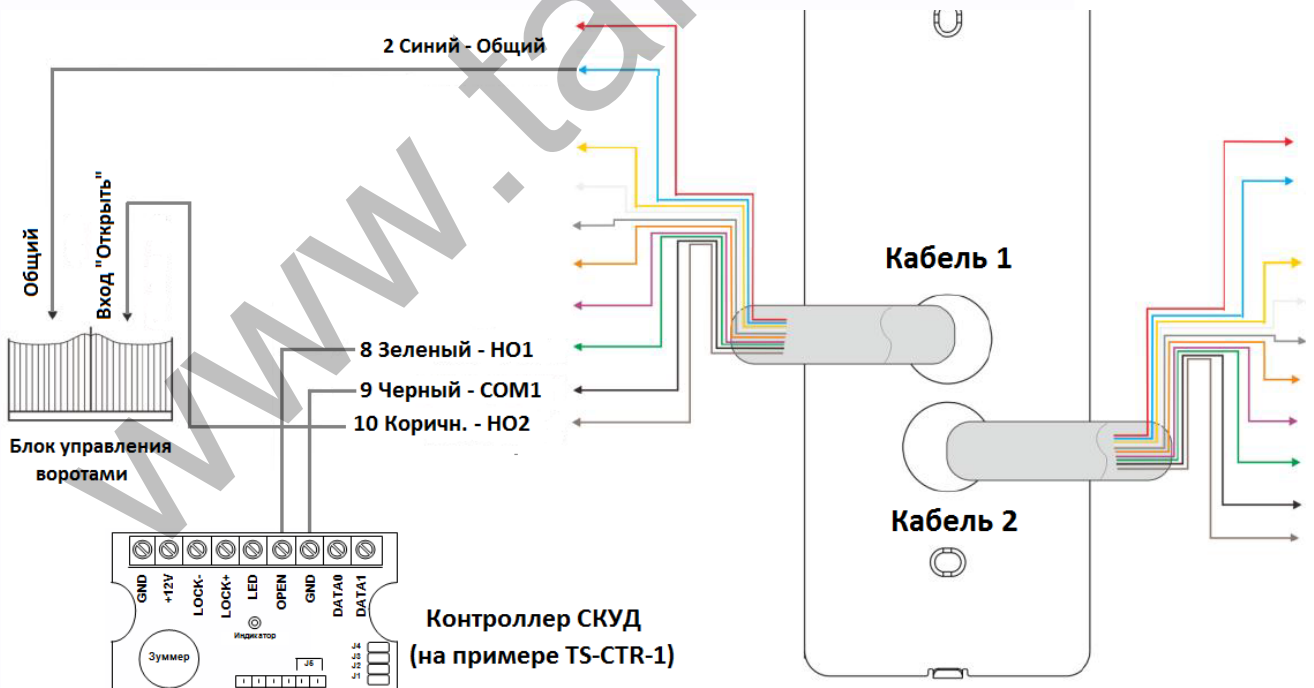 2 Синий - Общий
Общий
Вход "Открыть"
Кабель 1
8 Зеленый - НО1
9 Черный - COM1
10 Коричн. - НО2
Блок управления
воротами
Кабель 2
GND
+12V
LOCK-
LOCK+
LED
OPEN
GND
DATA0
DATA1
Индикатор
Зуммер
J5
J4
J3
J2
J1
Контроллер СКУД
(на примере TS-CTR-1)